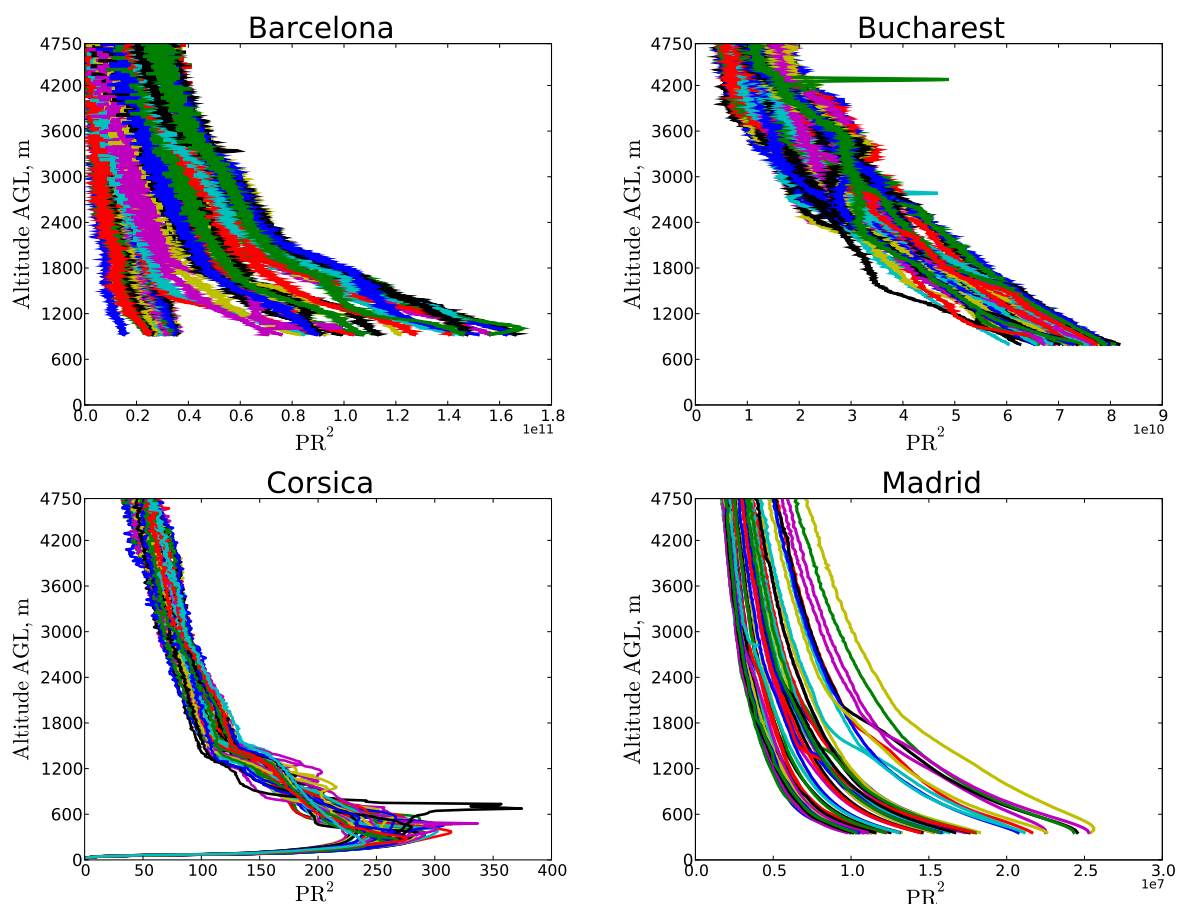 Barcelona
4750
4200
3600
3000
2400
1800
1200
600
0
Altitude AGL, m
0.0 0.2 0.4 0.6 0.8 1.0 1.2 1.4 1.6 1.8
1e11
PR²
Bucharest
4750
4200
3600
3000
2400
1800
1200
600
0
Altitude AGL, m
0 1 2 3 4 5 6 7 8 9
1e10
PR²
Corsica
4750
4200
3600
3000
2400
1800
1200
600
0
Altitude AGL, m
0 50 100 150 200 250 300 350 400
PR²
Madrid
4750
4200
3600
3000
2400
1800
1200
600
0
Altitude AGL, m
0.0 0.5 1.0 1.5 2.0 2.5 3.0
1e7
PR²